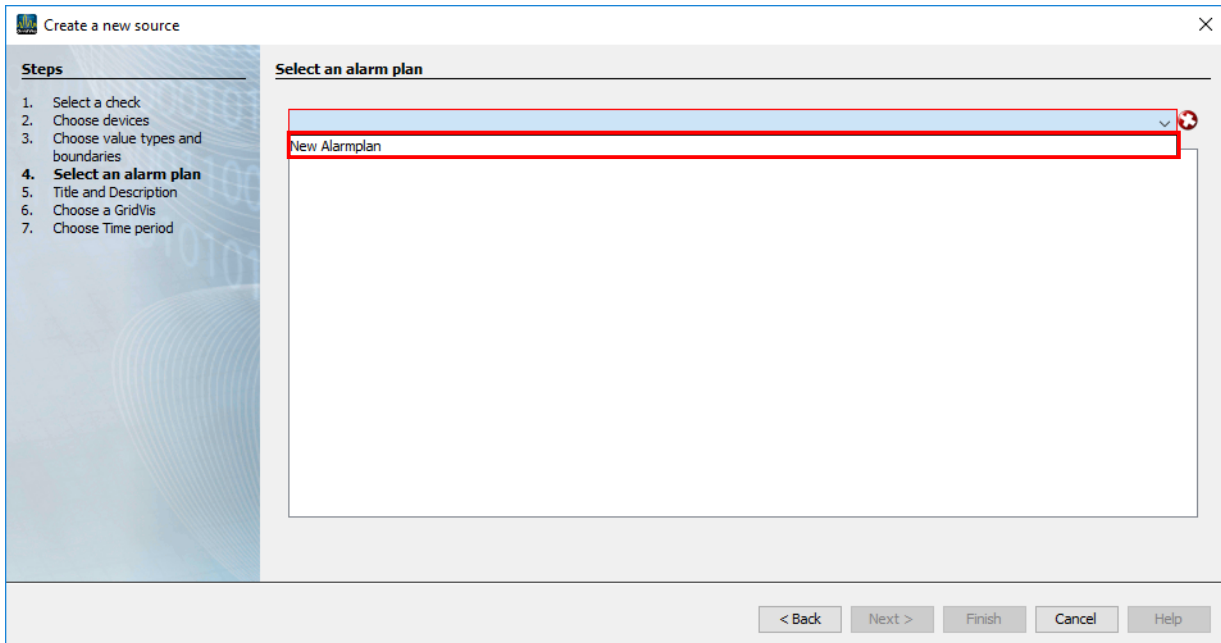 Create a new source
Steps
1. Select a check
2. Choose devices
3. Choose value types and
boundaries
4. Select an alarm plan
5. Title and Description
6. Choose a GridVis
7. Choose Time period
Select an alarm plan
New Alarmplan
< Back
Next >
Finish
Cancel
Help